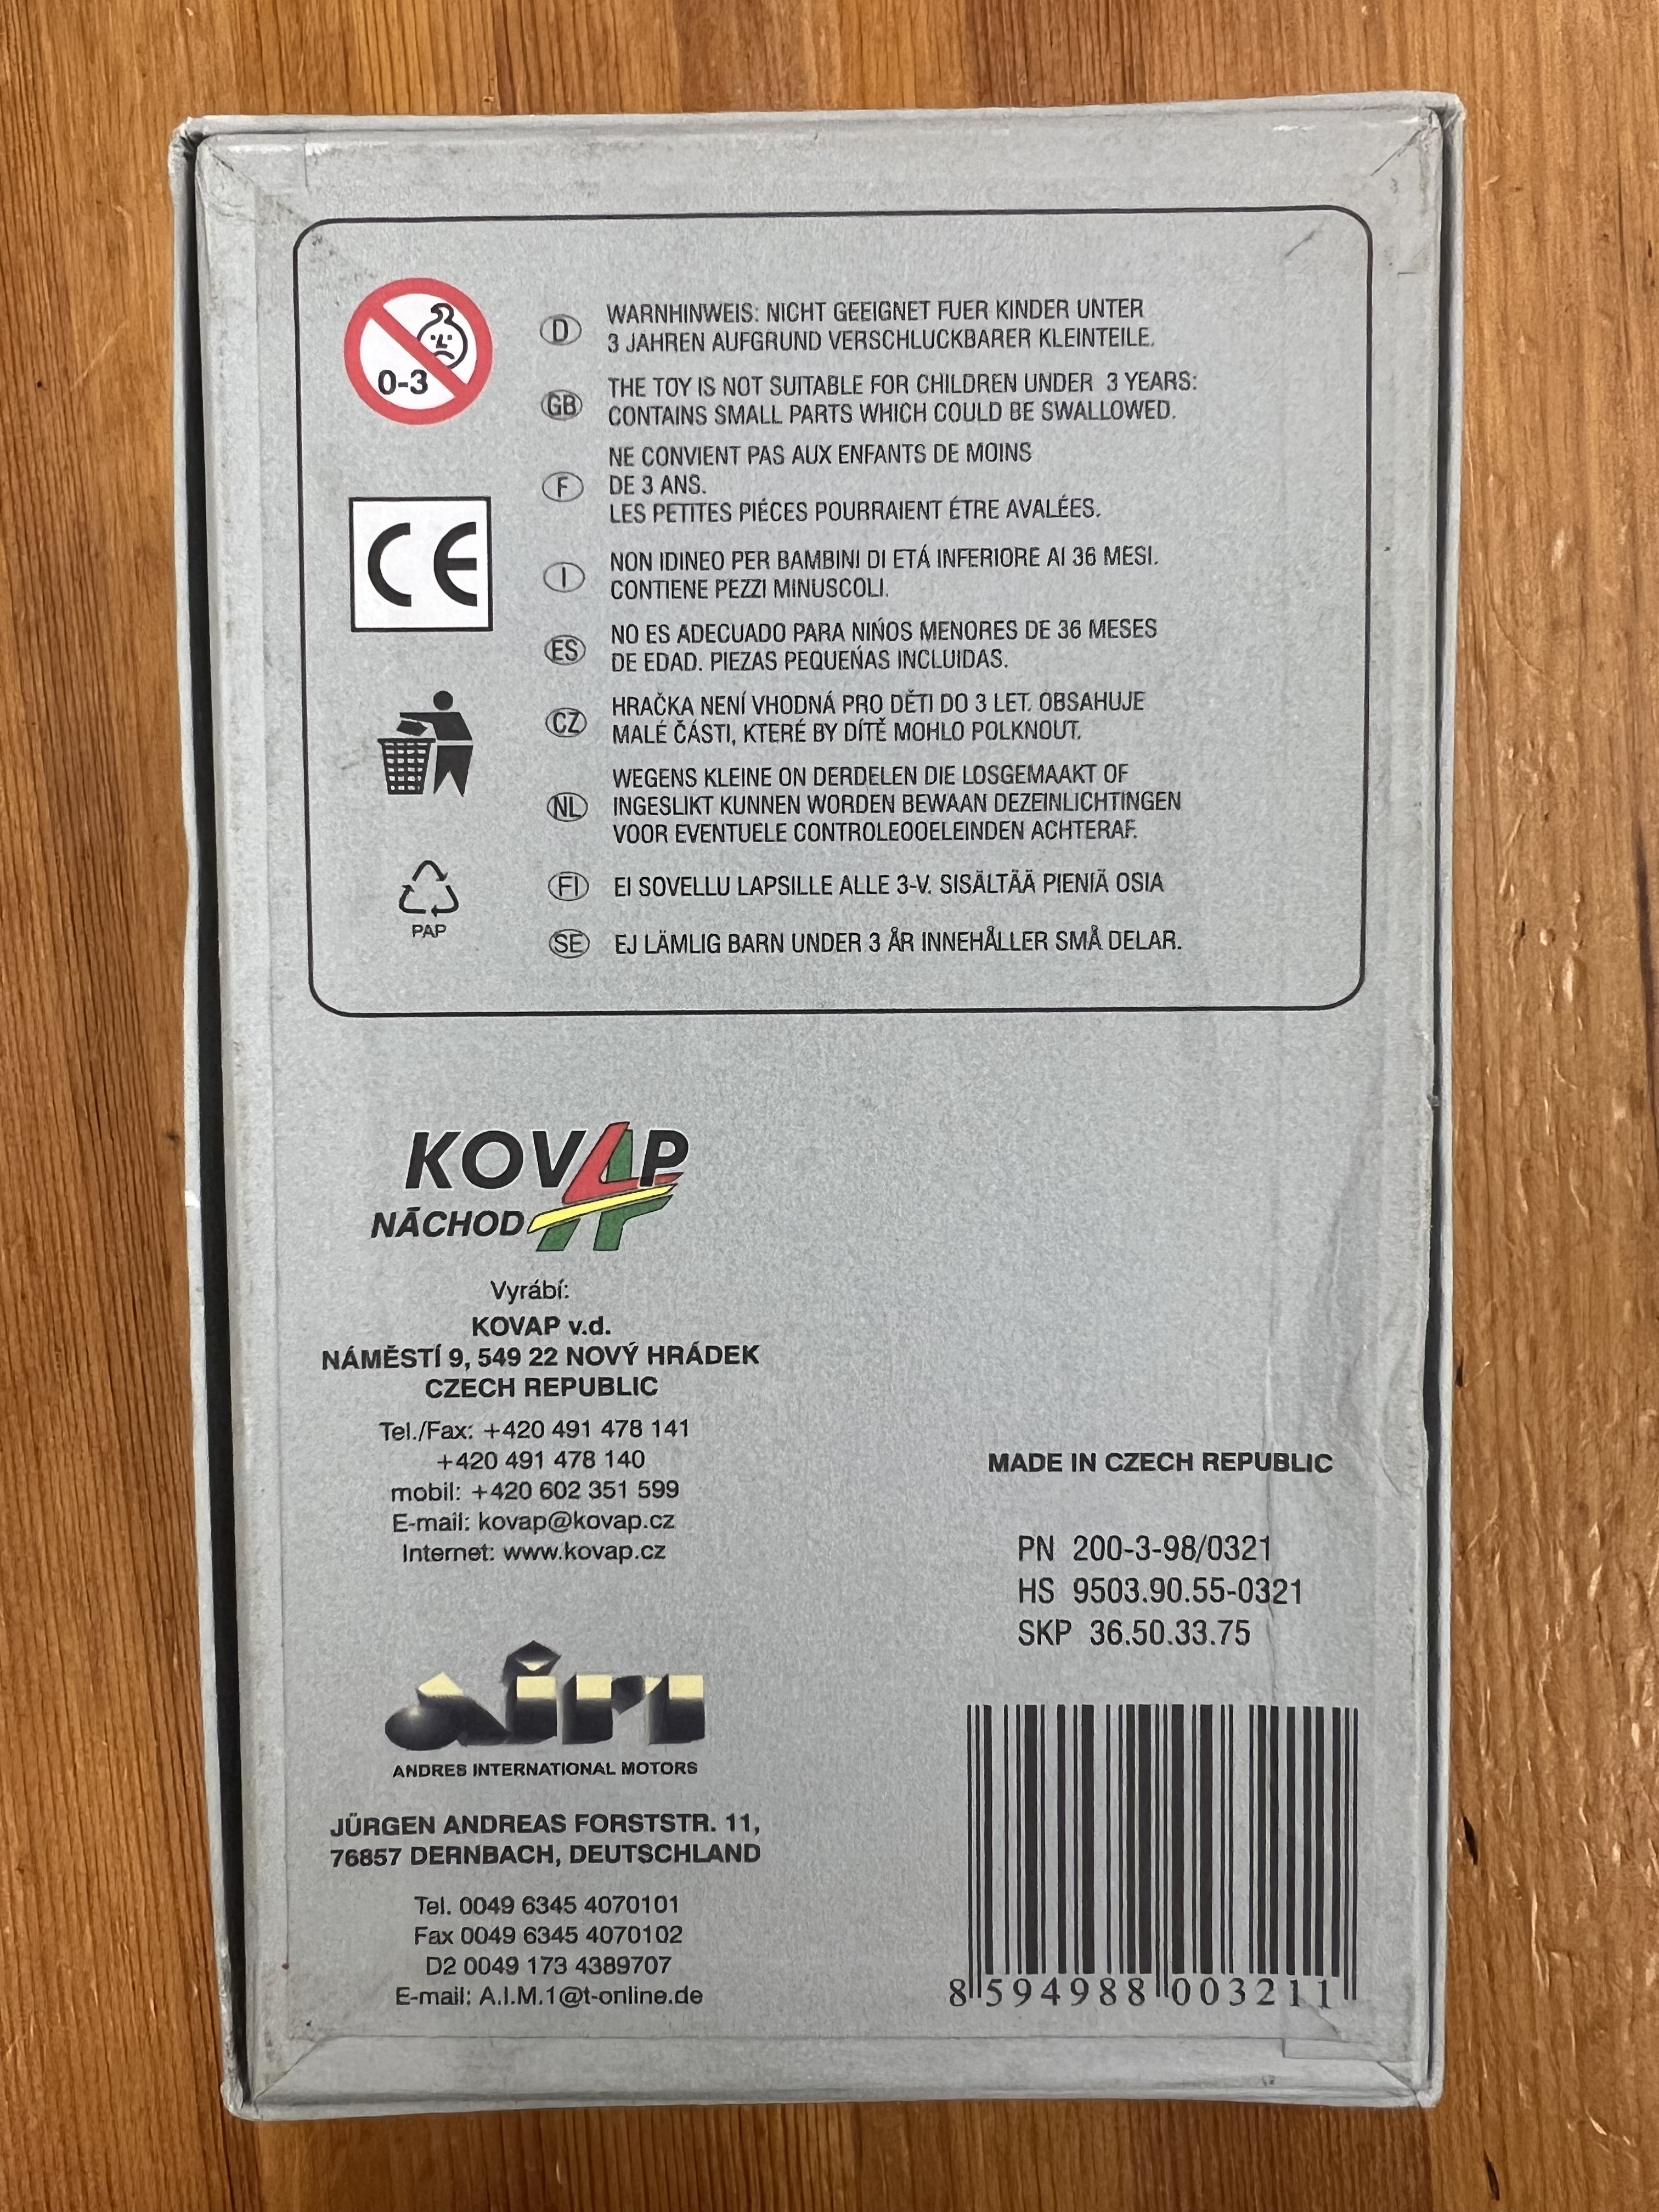 0-3
D
WARNHINWEIS: NICHT GEEIGNET FUER KINDER UNTER
3 JAHREN AUFGRUND VERSCHLUCKBARER KLEINTEILE.
GB
THE TOY IS NOT SUITABLE FOR CHILDREN UNDER 3 YEARS:
CONTAINS SMALL PARTS WHICH COULD BE SWALLOWED.
F
NE CONVIENT PAS AUX ENFANTS DE MOINS
DE 3 ANS.
LES PETITES PIÉCES POURRAIENT ÉTRE AVALÉES.
CE
I
NON IDINEO PER BAMBINI DI ETÁ INFERIORE AI 36 MESI.
CONTIENE PEZZI MINUSCOLI.
ES
NO ES ADECUADO PARA NIŃOS MENORES DE 36 MESES
DE EDAD. PIEZAS PEQUEŃAS INCLUIDAS.
CZ
HRAČKA NENÍ VHODNÁ PRO DĚTI DO 3 LET. OBSAHUJE
MALÉ ČÁSTI, KTERÉ BY DÍTĚ MOHLO POLKNOUT.
NL
WEGENS KLEINE ON DERDELEN DIE LOSGEMAAKT OF
INGESLIKT KUNNEN WORDEN BEWAAN DEZEINLICHTINGEN
VOOR EVENTUELE CONTROLEOOELEINDEN ACHTERAF.
PAP
FI
EI SOVELLU LAPSILLE ALLE 3-V. SISÄLTÄÄ PIENIÄ OSIA
SE
EJ LÄMLIG BARN UNDER 3 ÅR INNEHÅLLER SMÅ DELAR.
KOVAP
NÁCHOD
Vyrábí:
KOVAP v.d.
NÁMĚSTÍ 9, 549 22 NOVÝ HRÁDEK
CZECH REPUBLIC
Tel./Fax: +420 491 478 141
+420 491 478 140
mobil: +420 602 351 599
E-mail: kovap@kovap.cz
Internet: www.kovap.cz
aim
ANDRES INTERNATIONAL MOTORS
JŰRGEN ANDREAS FORSTSTR. 11,
76857 DERNBACH, DEUTSCHLAND
Tel. 0049 6345 4070101
Fax 0049 6345 4070102
D2 0049 173 4389707
E-mail: A.I.M.1@t-online.de
MADE IN CZECH REPUBLIC
PN 200-3-98/0321
HS 9503.90.55-0321
SKP 36.50.33.75
8 594988 003211